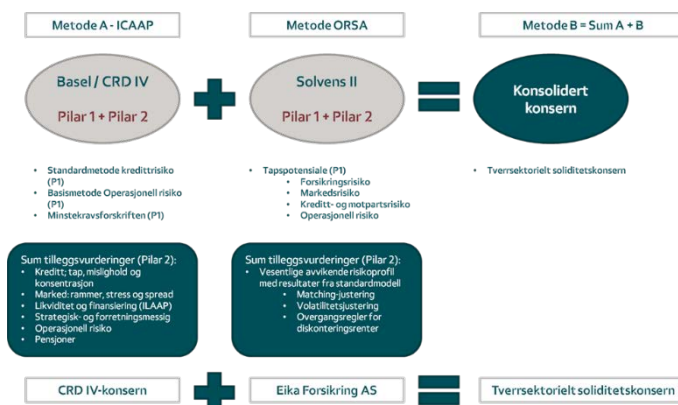 Metode A - ICAAP
Metode ORSA
Metode B = Sum A + B
Basel / CRD IV
Pilar 1 + Pilar 2
Solvens II
Pilar 1 + Pilar 2
Konsolidert
konsern
• Standardmetode kredittrisiko
(P1)
• Basismetode Operasjonell risiko
(P1)
• Minstekravsforskriften (P1)
• Tapspotensiale (P1)
• Forsikringsrisiko
• Markedsrisiko
• Kreditt- og motpartsrisiko
• Operasjonell risiko
• Tverrsektorielt soliditetskonsern
Sum tilleggsvurderinger (Pilar 2):
• Kreditt; tap, mislighold og
konsentrasjon
• Marked: rammer, stress og spread
• Likviditet og finansiering (ILAAP)
• Strategisk- og forretningsmessig
• Operasjonell risiko
• Pensjoner
Sum tilleggsvurderinger (Pilar 2):
• Vesentlige avvikende risikoprofil
med resultater fra standardmodell
• Matching-justering
• Volatilitetsjustering
• Overgangsregler for
diskonteringsrenter
CRD IV-konsern
Eika Forsikring AS
Tverrsektorielt soliditetskonsern